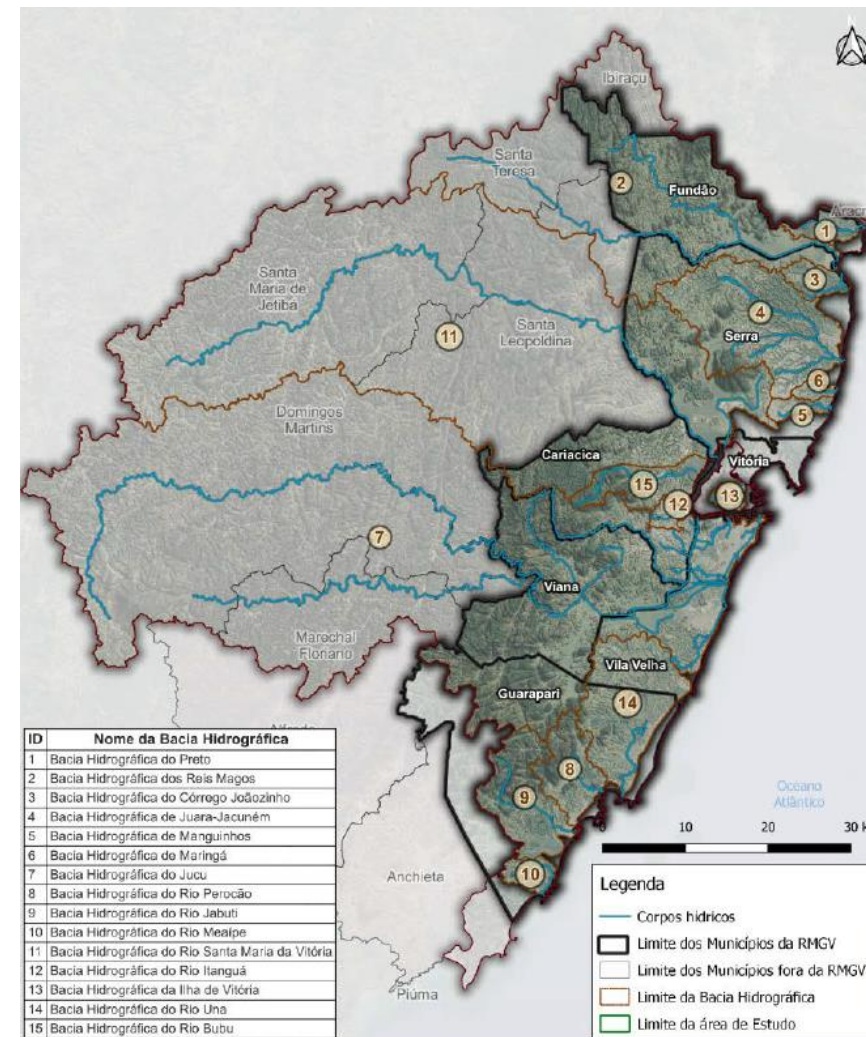 Ibiraçu
Santa
Teresa
2
Fundão
1
Santa
Maria de
Jetibá
3
4
11
Santa
Leopoldina
Serra
6
5
Domingos
Martins
Cariacica
Vitória
15
12
13
7
Viana
Marechal
Floriano
Vila Velha
Guarapari
14
8
9
Oceano
Atlântico
0 10 20 30 k
10
Anchieta
Piúma
ID Nome da Bacia Hidrográfica
1 Bacia Hidrográfica do Preto
2 Bacia Hidrográfica dos Reis Magos
3 Bacia Hidrográfica do Córrego Joãozinho
4 Bacia Hidrográfica de Juara-Jacuném
5 Bacia Hidrográfica de Manguinhos
6 Bacia Hidrográfica de Maringá
7 Bacia Hidrográfica do Jucu
8 Bacia Hidrográfica do Rio Perocão
9 Bacia Hidrográfica do Rio Jabuti
10 Bacia Hidrográfica do Rio Meaípe
11 Bacia Hidrográfica do Rio Santa Maria da Vitória
12 Bacia Hidrográfica do Rio Itanguá
13 Bacia Hidrográfica da Ilha de Vitória
14 Bacia Hidrográfica do Rio Una
15 Bacia Hidrográfica do Rio Bubu
Legenda
Corpos hídricos
Limite dos Municípios da RMGV
Limite dos Municípios fora da RMGV
Limite da Bacia Hidrográfica
Limite da área de Estudo